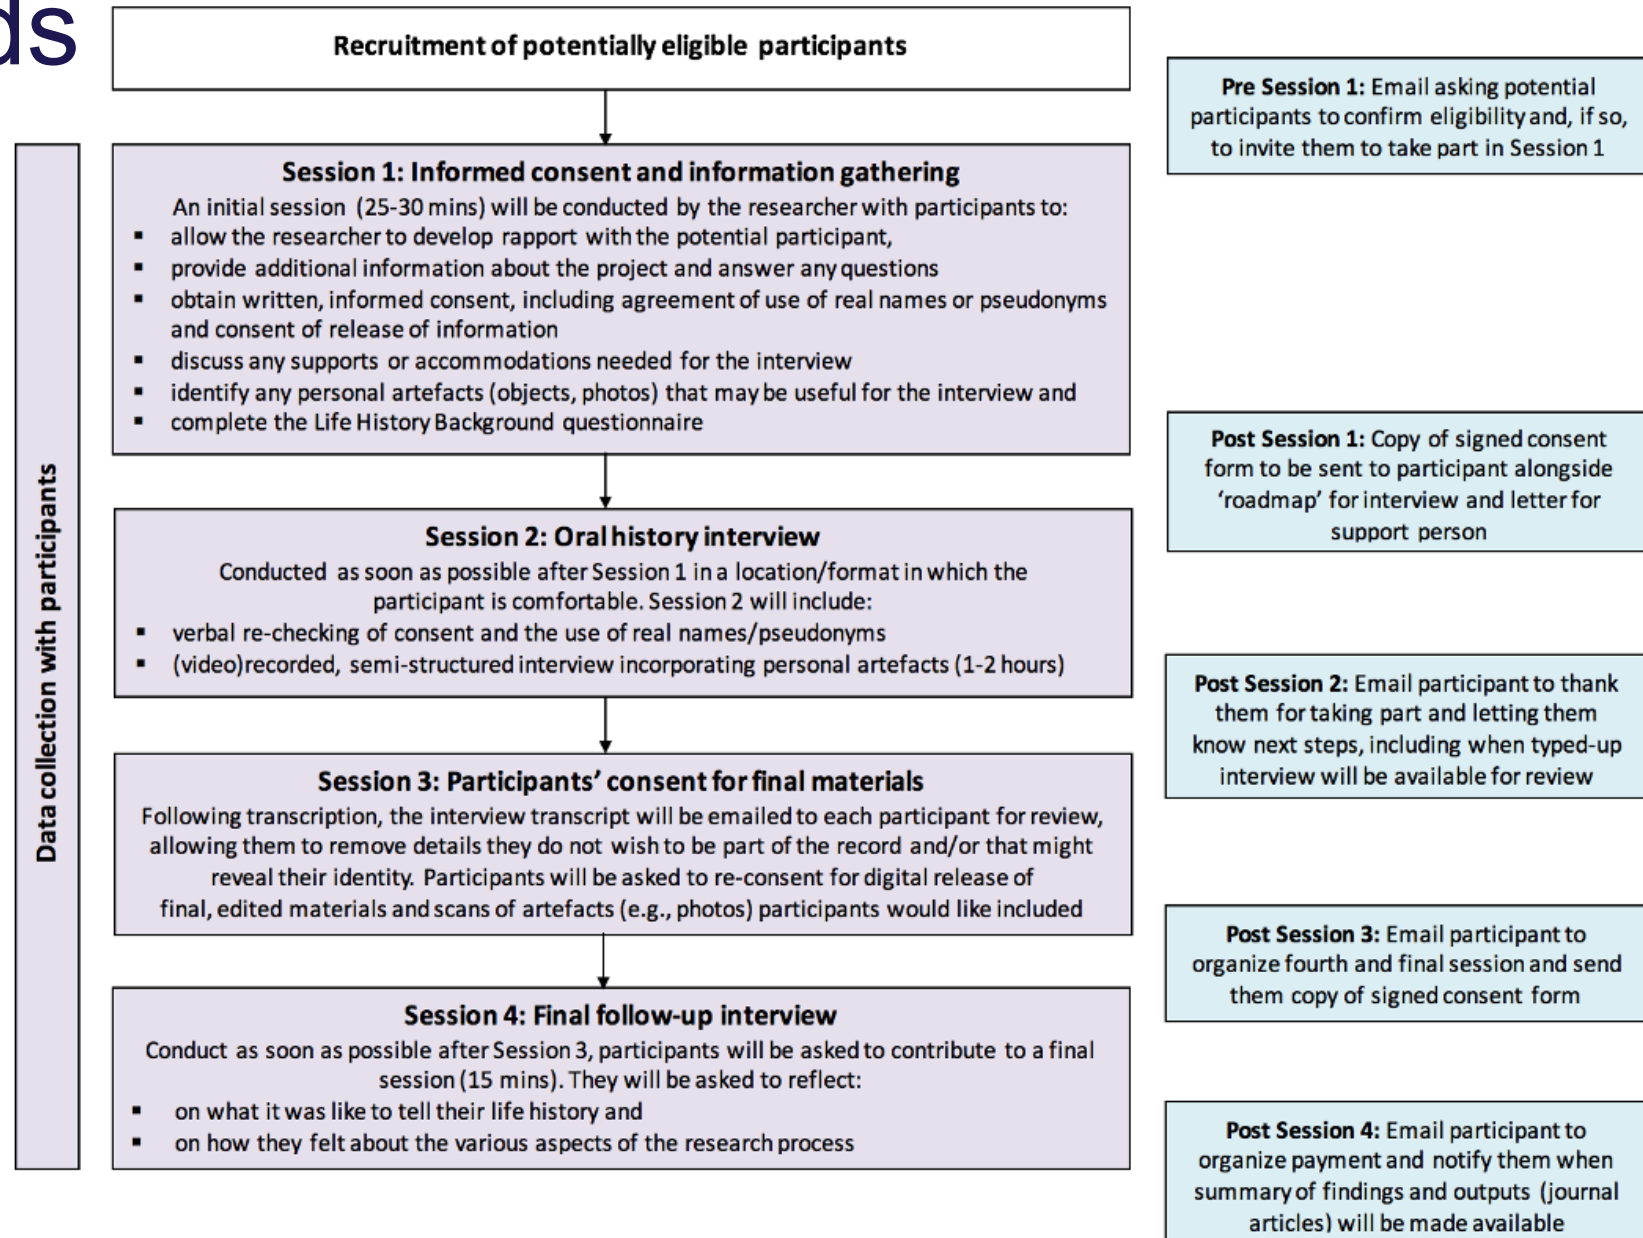 ds
Recruitment of potentially eligible participants
Data collection with participants
Session 1: Informed consent and information gathering
An initial session (25-30 mins) will be conducted by the researcher with participants to:
▪ allow the researcher to develop rapport with the potential participant,
▪ provide additional information about the project and answer any questions
▪ obtain written, informed consent, including agreement of use of real names or pseudonyms
and consent of release of information
▪ discuss any supports or accommodations needed for the interview
▪ identify any personal artefacts (objects, photos) that may be useful for the interview and
▪ complete the Life History Background questionnaire
Session 2: Oral history interview
Conducted as soon as possible after Session 1 in a location/format in which the
participant is comfortable. Session 2 will include:
▪ verbal re-checking of consent and the use of real names/pseudonyms
▪ (video)recorded, semi-structured interview incorporating personal artefacts (1-2 hours)
Session 3: Participants’ consent for final materials
Following transcription, the interview transcript will be emailed to each participant for review,
allowing them to remove details they do not wish to be part of the record and/or that might
reveal their identity. Participants will be asked to re-consent for digital release of
final, edited materials and scans of artefacts (e.g., photos) participants would like included
Session 4: Final follow-up interview
Conduct as soon as possible after Session 3, participants will be asked to contribute to a final
session (15 mins). They will be asked to reflect:
▪ on what it was like to tell their life history and
▪ on how they felt about the various aspects of the research process
Pre Session 1: Email asking potential
participants to confirm eligibility and, if so,
to invite them to take part in Session 1
Post Session 1: Copy of signed consent
form to be sent to participant alongside
‘roadmap’ for interview and letter for
support person
Post Session 2: Email participant to thank
them for taking part and letting them
know next steps, including when typed-up
interview will be available for review
Post Session 3: Email participant to
organize fourth and final session and send
them copy of signed consent form
Post Session 4: Email participant to
organize payment and notify them when
summary of findings and outputs (journal
articles) will be made available